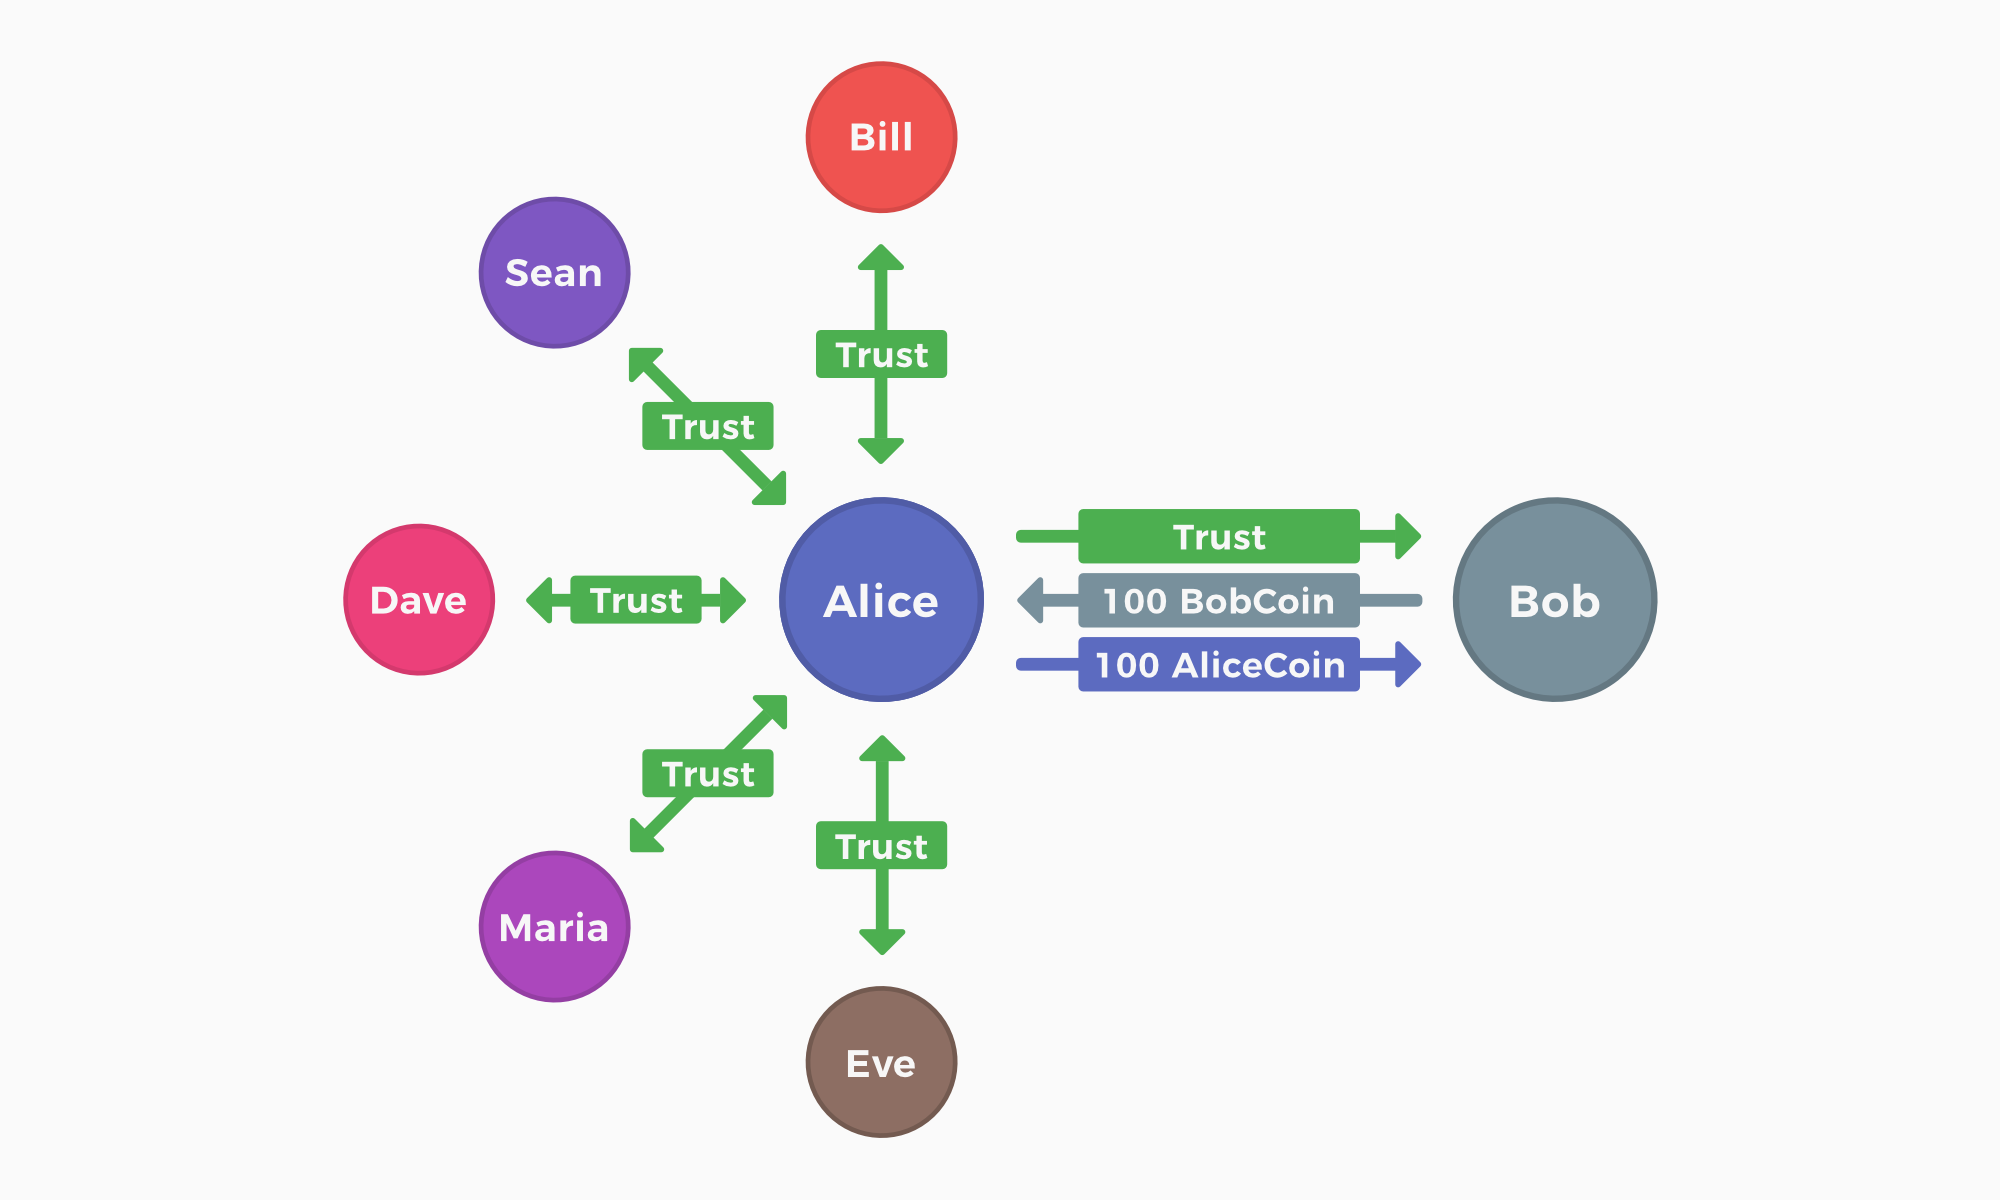 Bill
Sean
Trust
Trust
Trust
Dave
Trust
Alice
100 BobCoin
Bob
100 AliceCoin
Trust
Trust
Maria
Eve